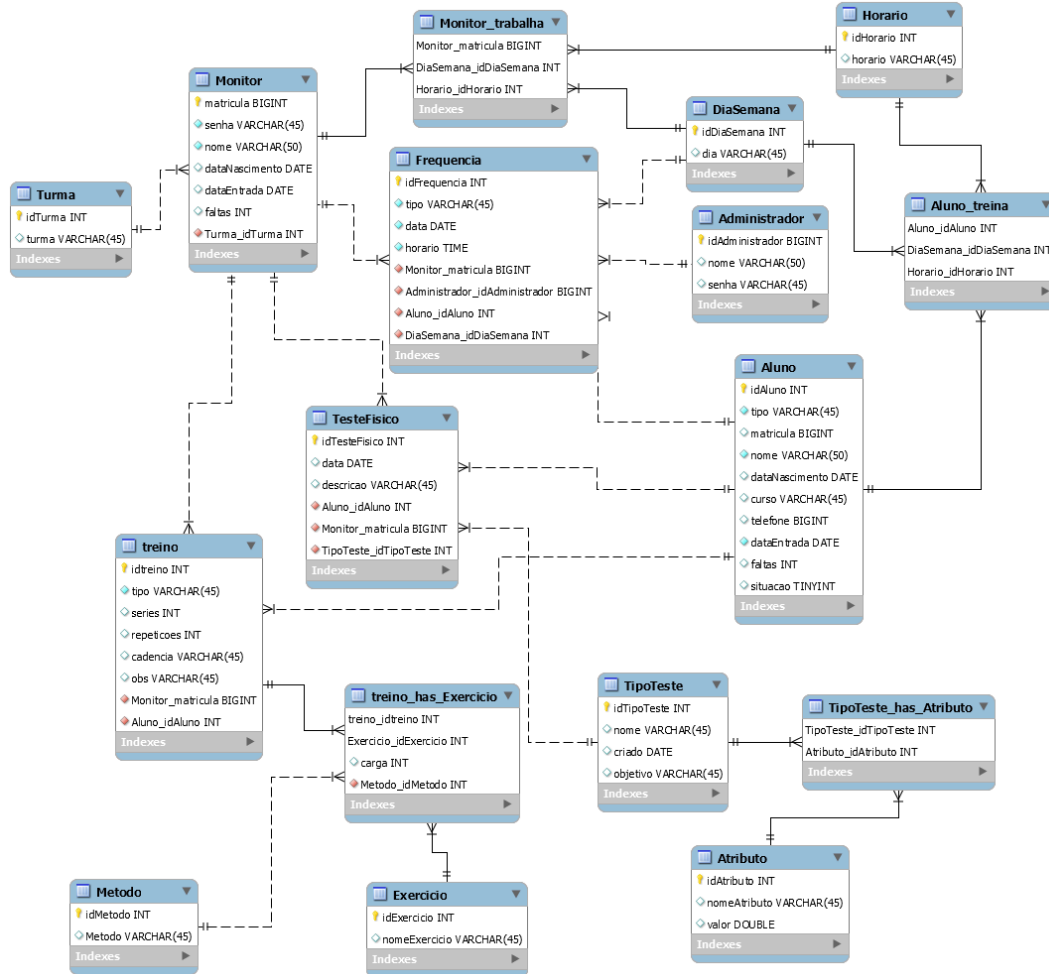 Monitor_trabalha
Monitor_matricula BIGINT
DiaSemana_idDiaSemana INT
Horario_idHorario INT
Indexes
Horario
idHorario INT
horario VARCHAR(45)
Indexes
Monitor
matricula BIGINT
senha VARCHAR(45)
nome VARCHAR(50)
dataNascimento DATE
dataEntrada DATE
faltas INT
Turma_idTurma INT
Indexes
DiaSemana
idDiaSemana INT
dia VARCHAR(45)
Indexes
Frequencia
idFrequencia INT
tipo VARCHAR(45)
data DATE
horario TIME
Monitor_matricula BIGINT
Administrador_idAdministrador BIGINT
Aluno_idAluno INT
DiaSemana_idDiaSemana INT
Indexes
Turma
idTurma INT
turma VARCHAR(45)
Indexes
Administrador
idAdministrador BIGINT
nome VARCHAR(50)
senha VARCHAR(45)
Indexes
Aluno_treina
Aluno_idAluno INT
DiaSemana_idDiaSemana INT
Horario_idHorario INT
Indexes
Aluno
idAluno INT
tipo VARCHAR(45)
matricula BIGINT
nome VARCHAR(50)
dataNascimento DATE
curso VARCHAR(45)
telefone BIGINT
dataEntrada DATE
faltas INT
situacao TINYINT
Indexes
TesteFisico
idTesteFisico INT
data DATE
descricao VARCHAR(45)
Aluno_idAluno INT
Monitor_matricula BIGINT
TipoTeste_idTipoTeste INT
Indexes
treino
idtreino INT
tipo VARCHAR(45)
series INT
repeticoes INT
cadencia VARCHAR(45)
obs VARCHAR(45)
Monitor_matricula BIGINT
Aluno_idAluno INT
Indexes
treino_has_Exercicio
treino_idtreino INT
Exercicio_idExercicio INT
carga INT
Metodo_idMetodo INT
Indexes
TipoTeste
idTipoTeste INT
nome VARCHAR(45)
criado DATE
objetivo VARCHAR(45)
Indexes
TipoTeste_has_Atributo
TipoTeste_idTipoTeste INT
Atributo_idAtributo INT
Indexes
Atributo
idAtributo INT
nomeAtributo VARCHAR(45)
valor DOUBLE
Indexes
Metodo
idMetodo INT
Metodo VARCHAR(45)
Indexes
Exercicio
idExercicio INT
nomeExercicio VARCHAR(45)
Indexes